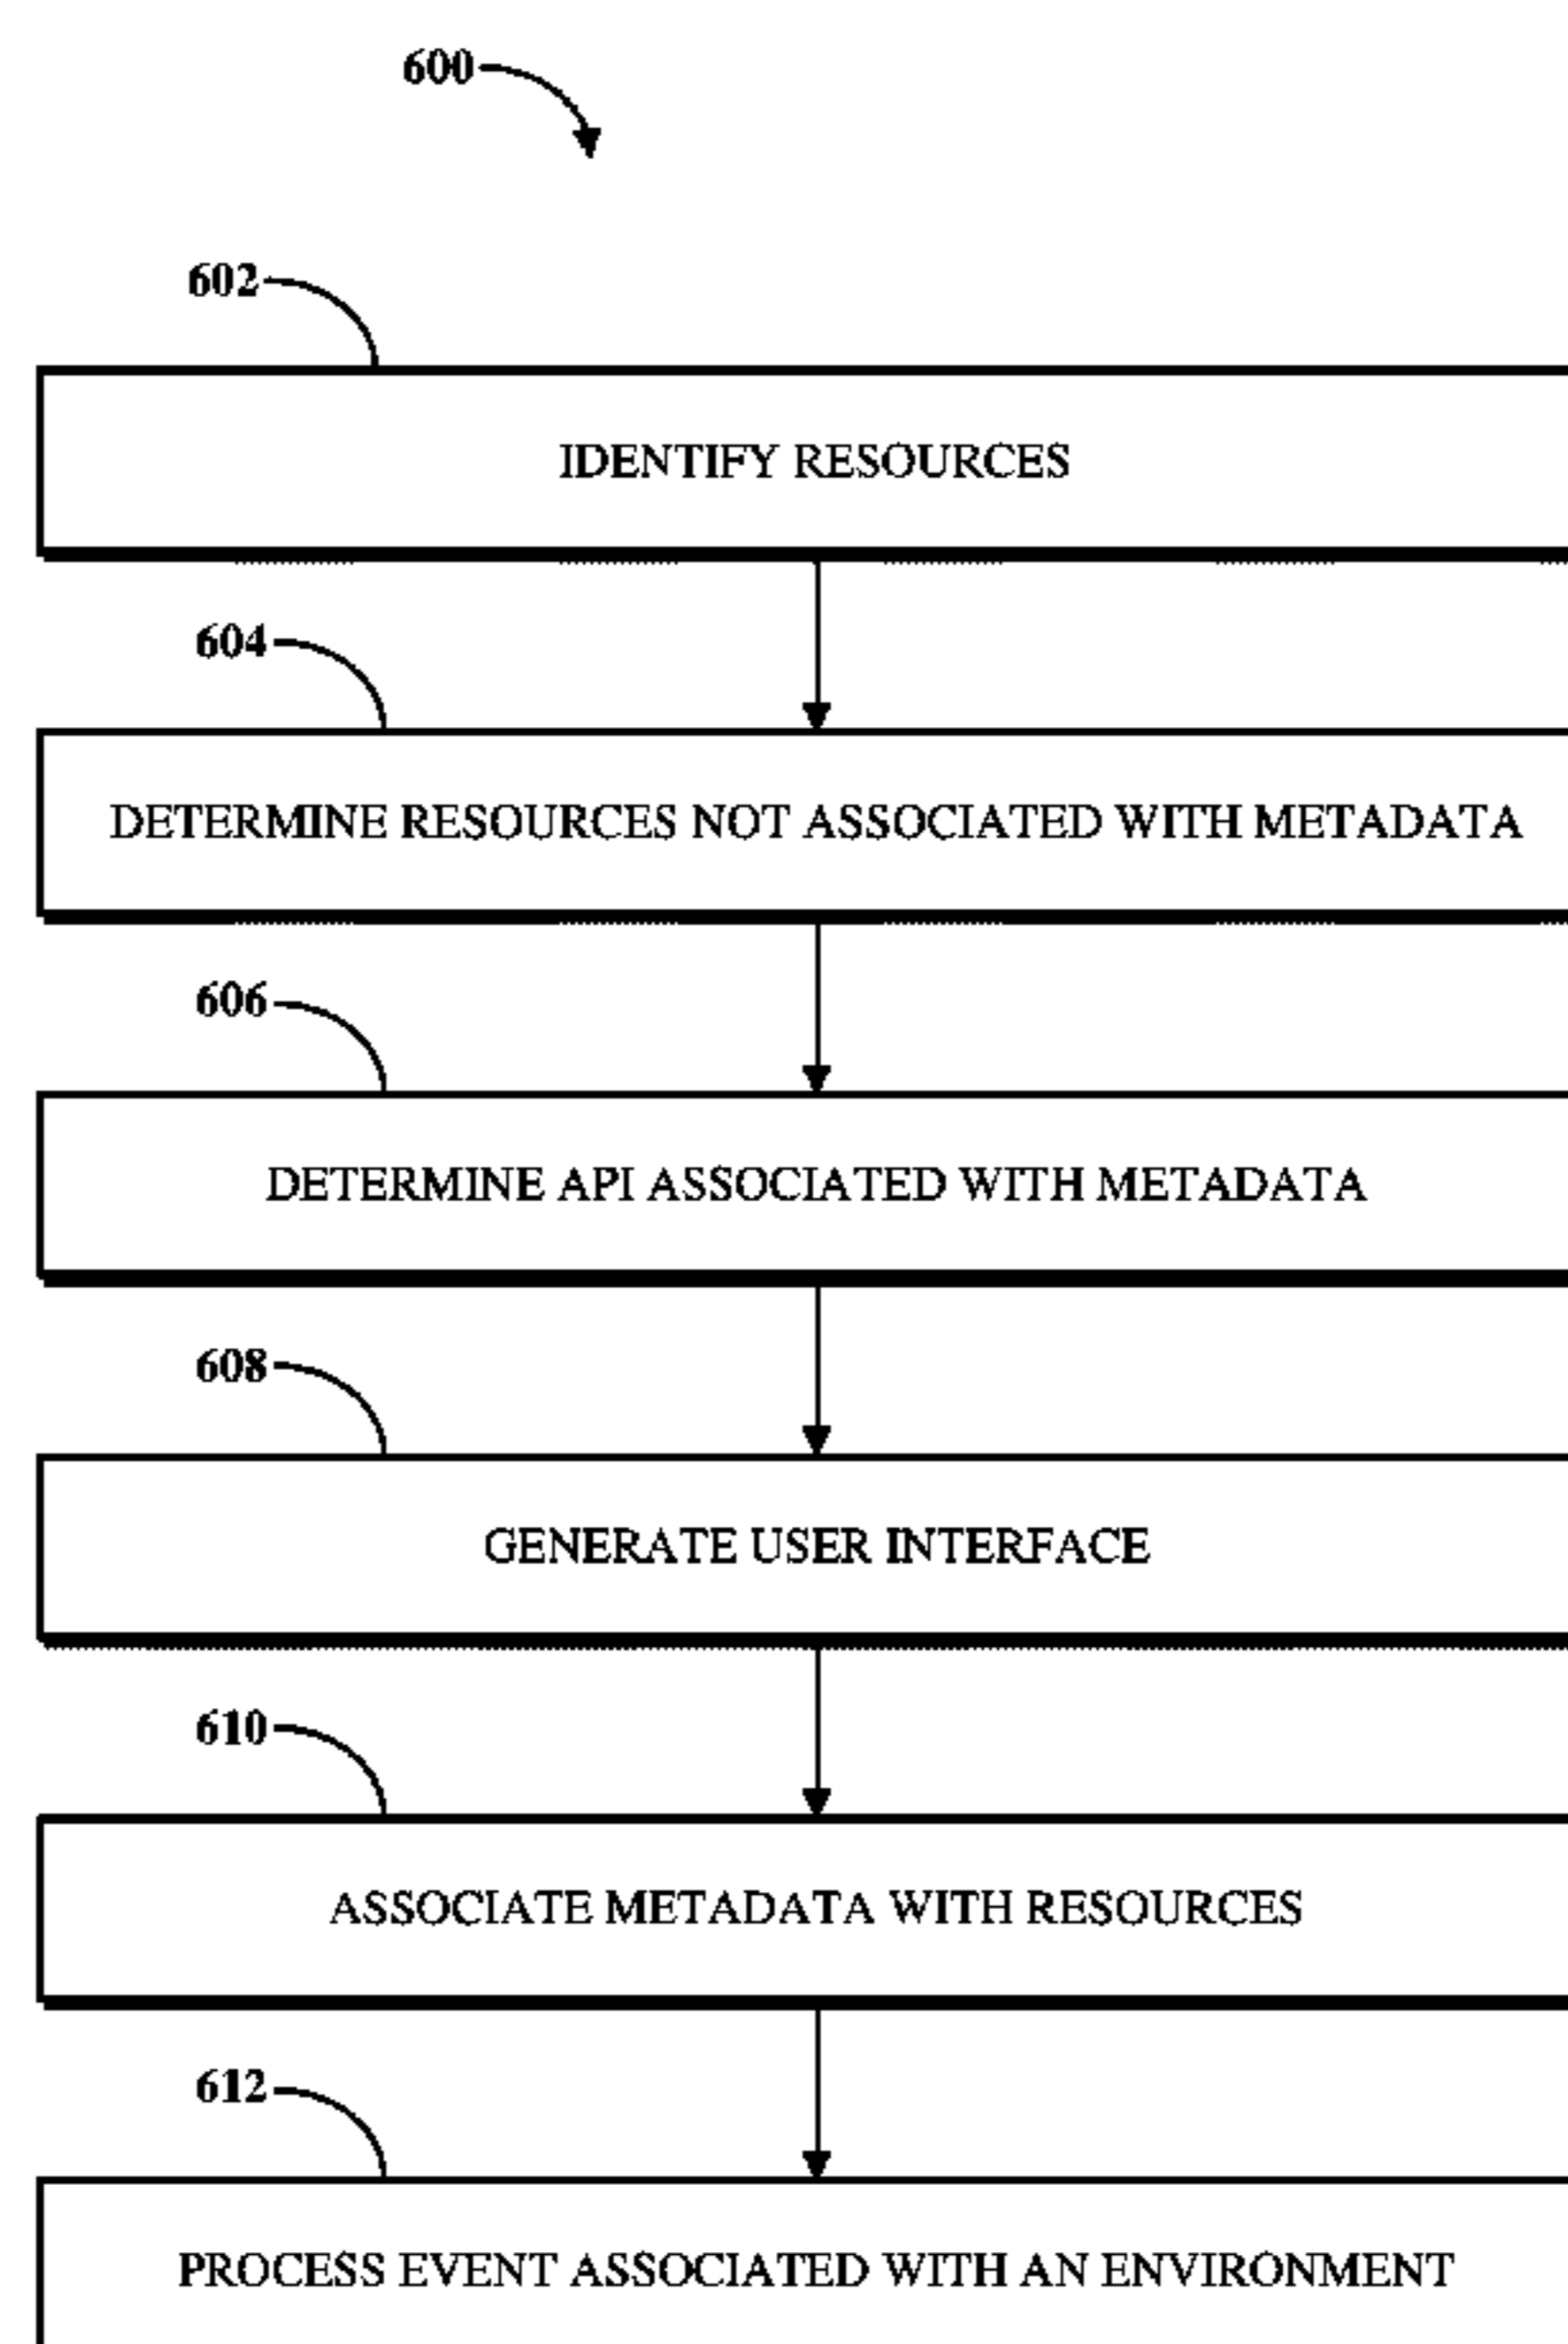 600
602
IDENTIFY RESOURCES
604
DETERMINE RESOURCES NOT ASSOCIATED WITH METADATA
606
DETERMINE API ASSOCIATED WITH METADATA
608
GENERATE USER INTERFACE
610
ASSOCIATE METADATA WITH RESOURCES
612
PROCESS EVENT ASSOCIATED WITH AN ENVIRONMENT